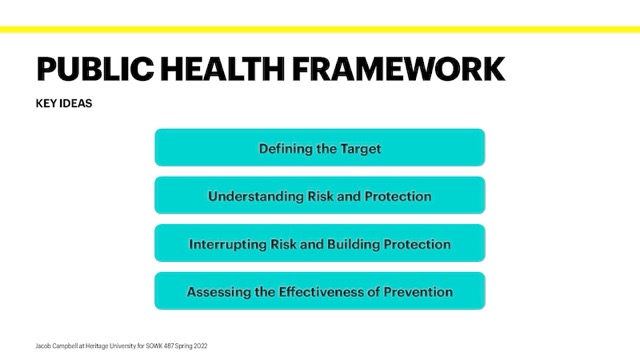 PUBLIC HEALTH FRAMEWORK
KEY IDEAS
Defining the Target
Understanding Risk and Protection
Interrupting Risk and Building Protection
Assessing the Effectiveness of Prevention
Jacob Campbell at Heritage University for SOWK 487 Spring 2022